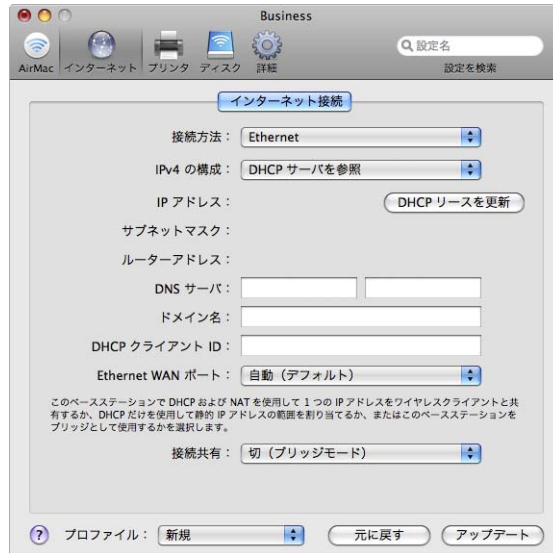 Business
AirMac インターネット プリンタ ディスク 詳細
設定名
設定を検索
インターネット接続
接続方法： Ethernet
IPv4 の構成： DHCP サーバを参照
IP アドレス： DHCP リースを更新
サブネットマスク：
ルーターアドレス：
DNS サーバ：
ドメイン名：
DHCP クライアント ID：
Ethernet WAN ポート： 自動（デフォルト）
このベースステーションで DHCP および NAT を使用して 1 つの IP アドレスをワイヤレスクライアントと共
有するか、DHCP だけを使用して静的 IP アドレスの範囲を割り当てるか、またはこのベースステーションを
ブリッジとして使用するかを選択します。
接続共有： 切（ブリッジモード）
? プロファイル： 新規 元に戻す アップデート